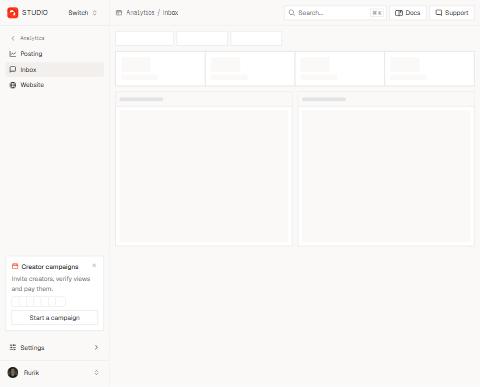 STUDIO
Switch
Analytics / Inbox
Search...
⌘ K
Docs
Support
Analytics
Posting
Inbox
Website
Creator campaigns
Invite creators, verify views
and pay them.
Start a campaign
Settings
Rurik